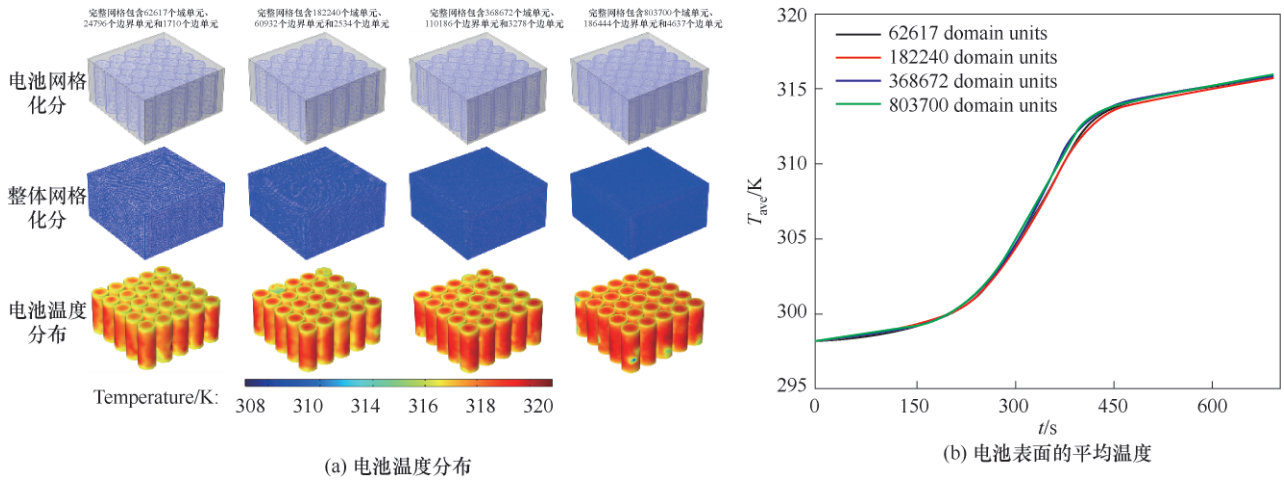 完整网格包含62617个域单元、
24796个边界单元和1710个边单元
完整网格包含182240个域单元、
60932个边界单元和2534个边单元
完整网格包含368672个域单元、
110186个边界单元和3278个边单元
完整网格包含803700个域单元、
186444个边界单元和4637个边单元
电池网格
化分
整体网格
化分
电池温度
分布
Temperature/K:
308 310 314 316 318 320
(a) 电池温度分布
320
315
310
305
300
295
T_ave/K
62617 domain units
182240 domain units
368672 domain units
803700 domain units
0 150 300 450 600
t/s
(b) 电池表面的平均温度